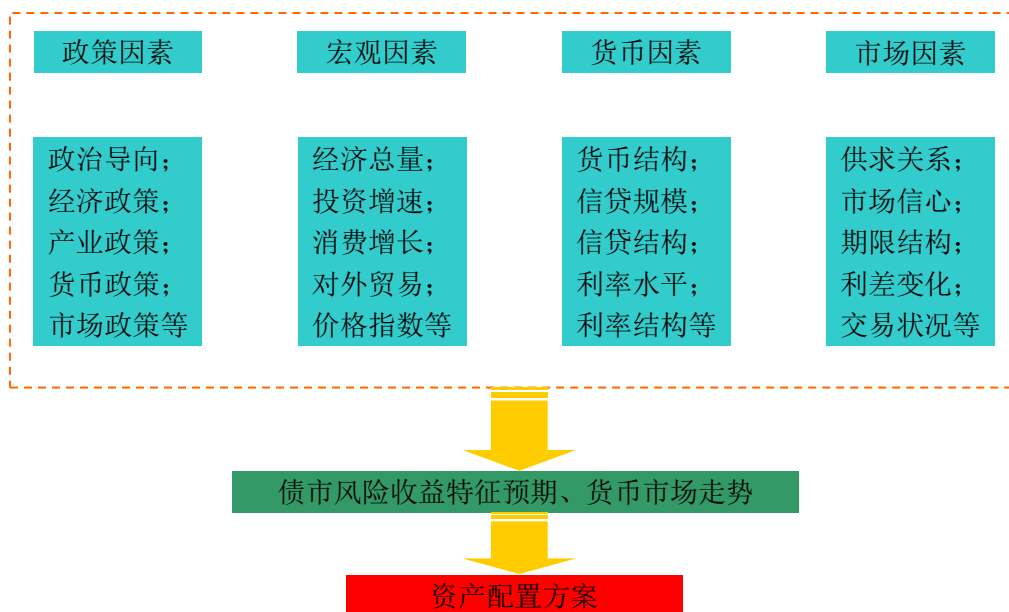 政策因素
宏观因素
货币因素
市场因素
政治导向；
经济政策；
产业政策；
货币政策；
市场政策等
经济总量；
投资增速；
消费增长；
对外贸易；
价格指数等
货币结构；
信贷规模；
信贷结构；
利率水平；
利率结构等
供求关系；
市场信心；
期限结构；
利差变化；
交易状况等
债市风险收益特征预期、货币市场走势
资产配置方案